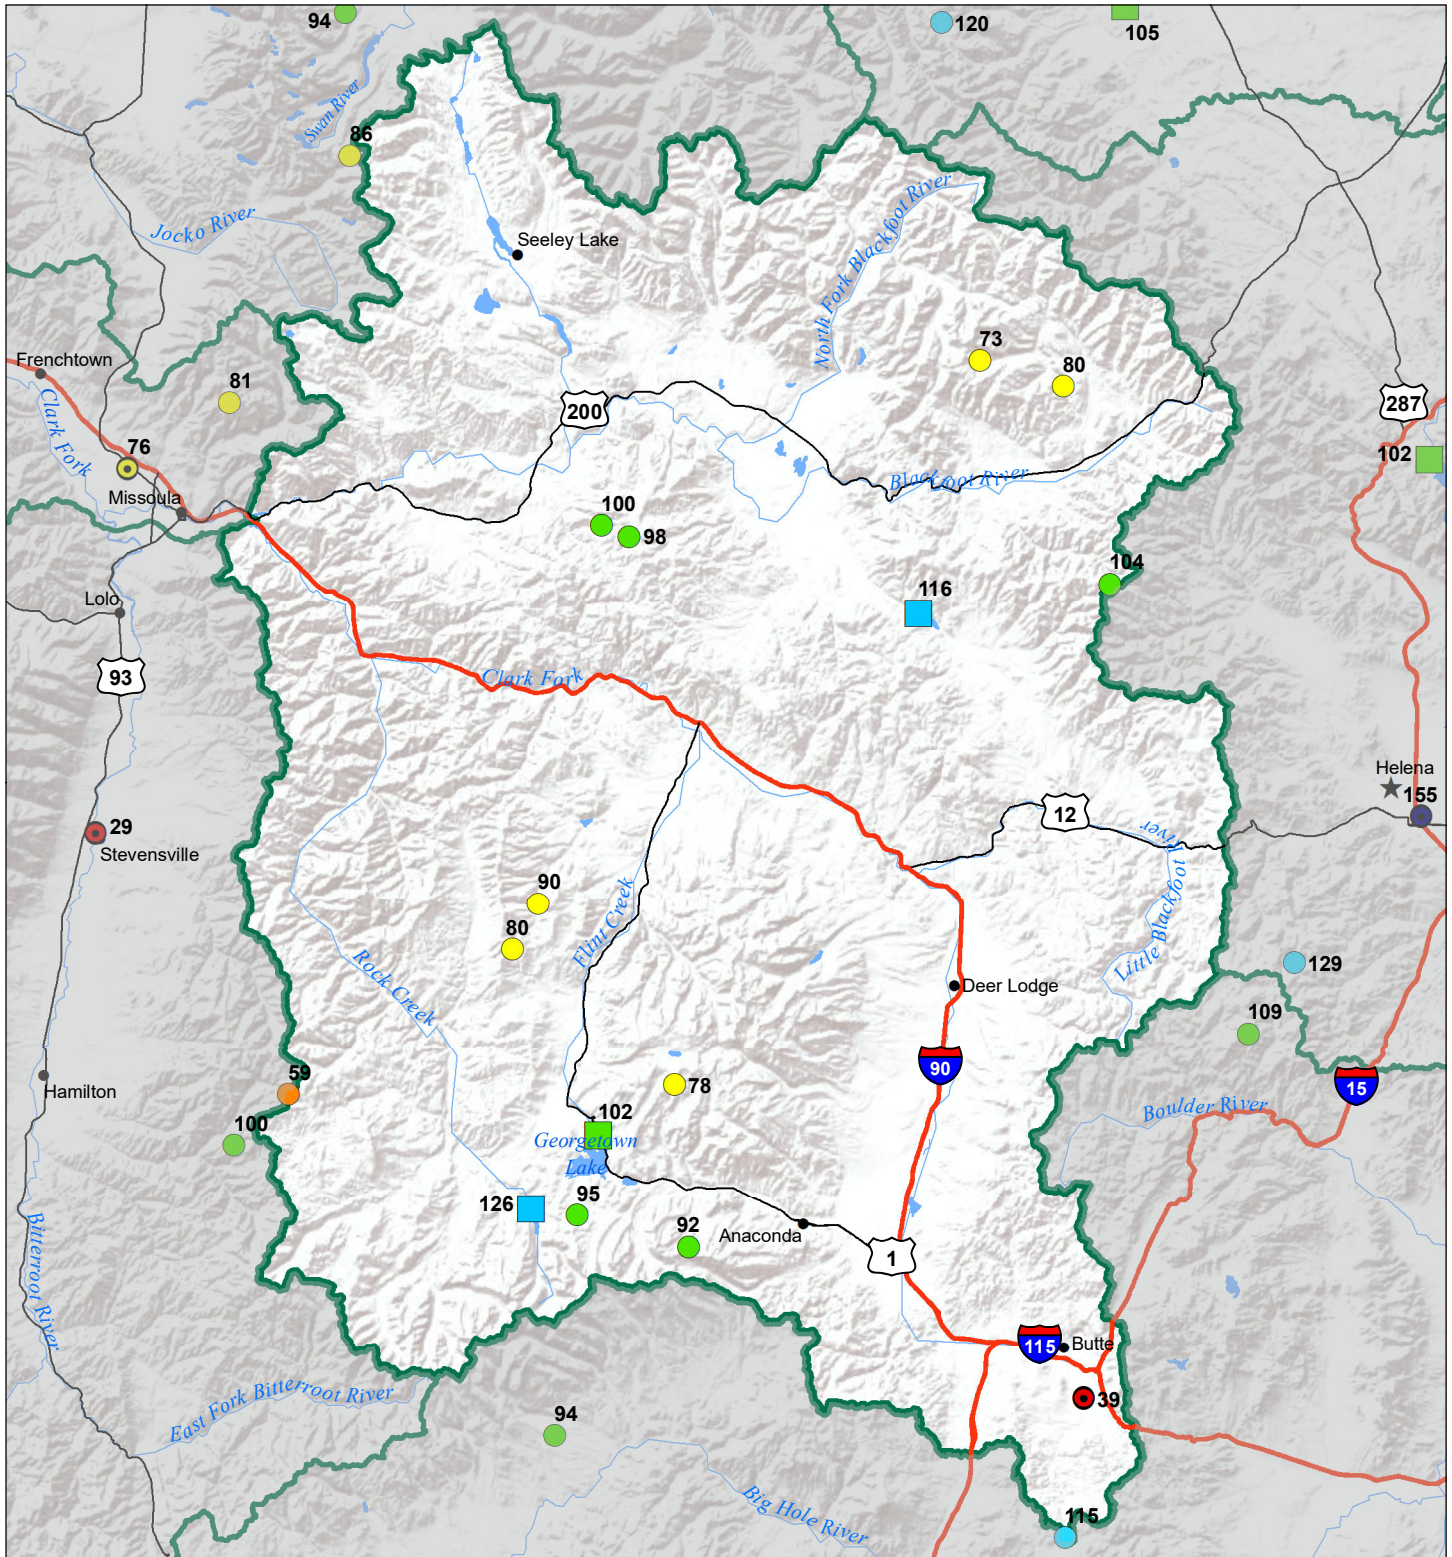 94
120
105
Swan River
86
Jocko River
Seeley Lake
North Fork Blackfoot River
Frenchtown
73
80
81
200
287
Clark Fork
76
102
Blackfoot River
Missoula
100
98
104
116
Lolo
93
Clark Fork
Helena
155
12
29
Stevensville
Little Blackfoot River
90
80
Flint Creek
Rock Creek
129
Deer Lodge
109
90
59
Hamilton
78
15
Boulder River
100
102
Georgetown
Lake
126
95
92
Anaconda
1
Bitterroot River
115
Butte
East Fork Bitterroot River
39
94
Big Hole River
115